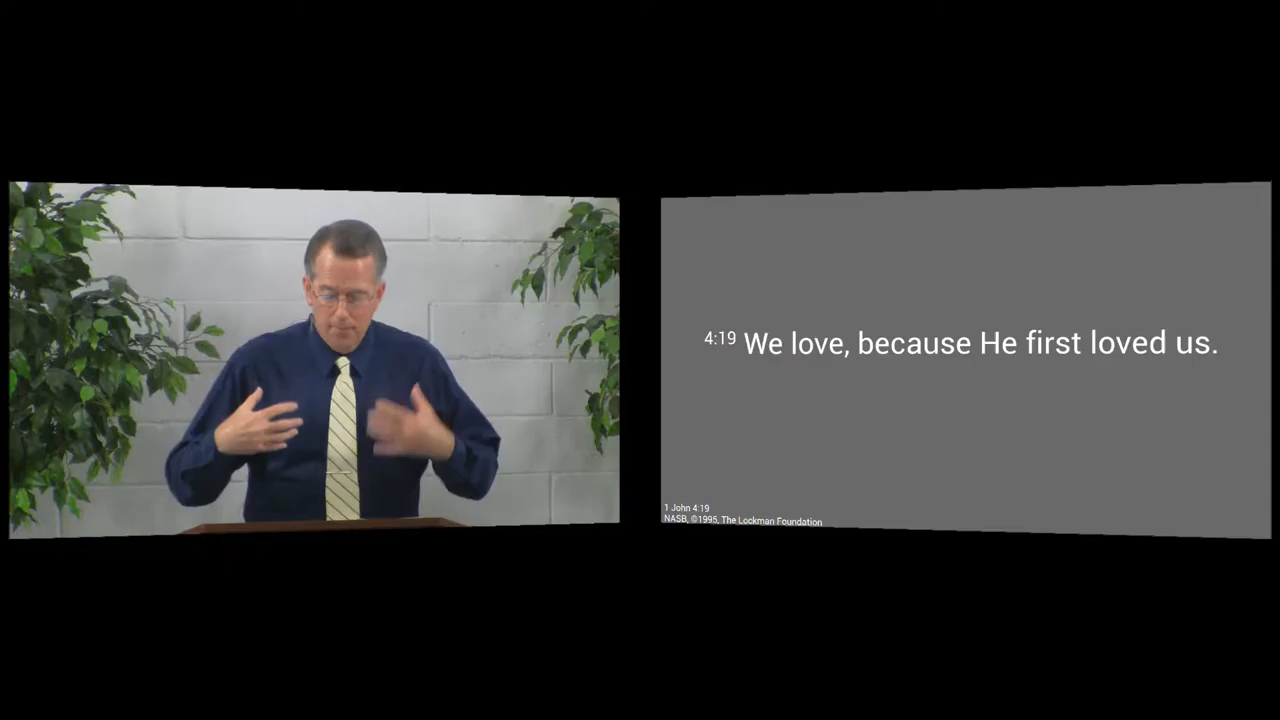 4:19 We love, because He first loved us.
1 John 4:19
NASB, ©1995, The Lockman Foundation